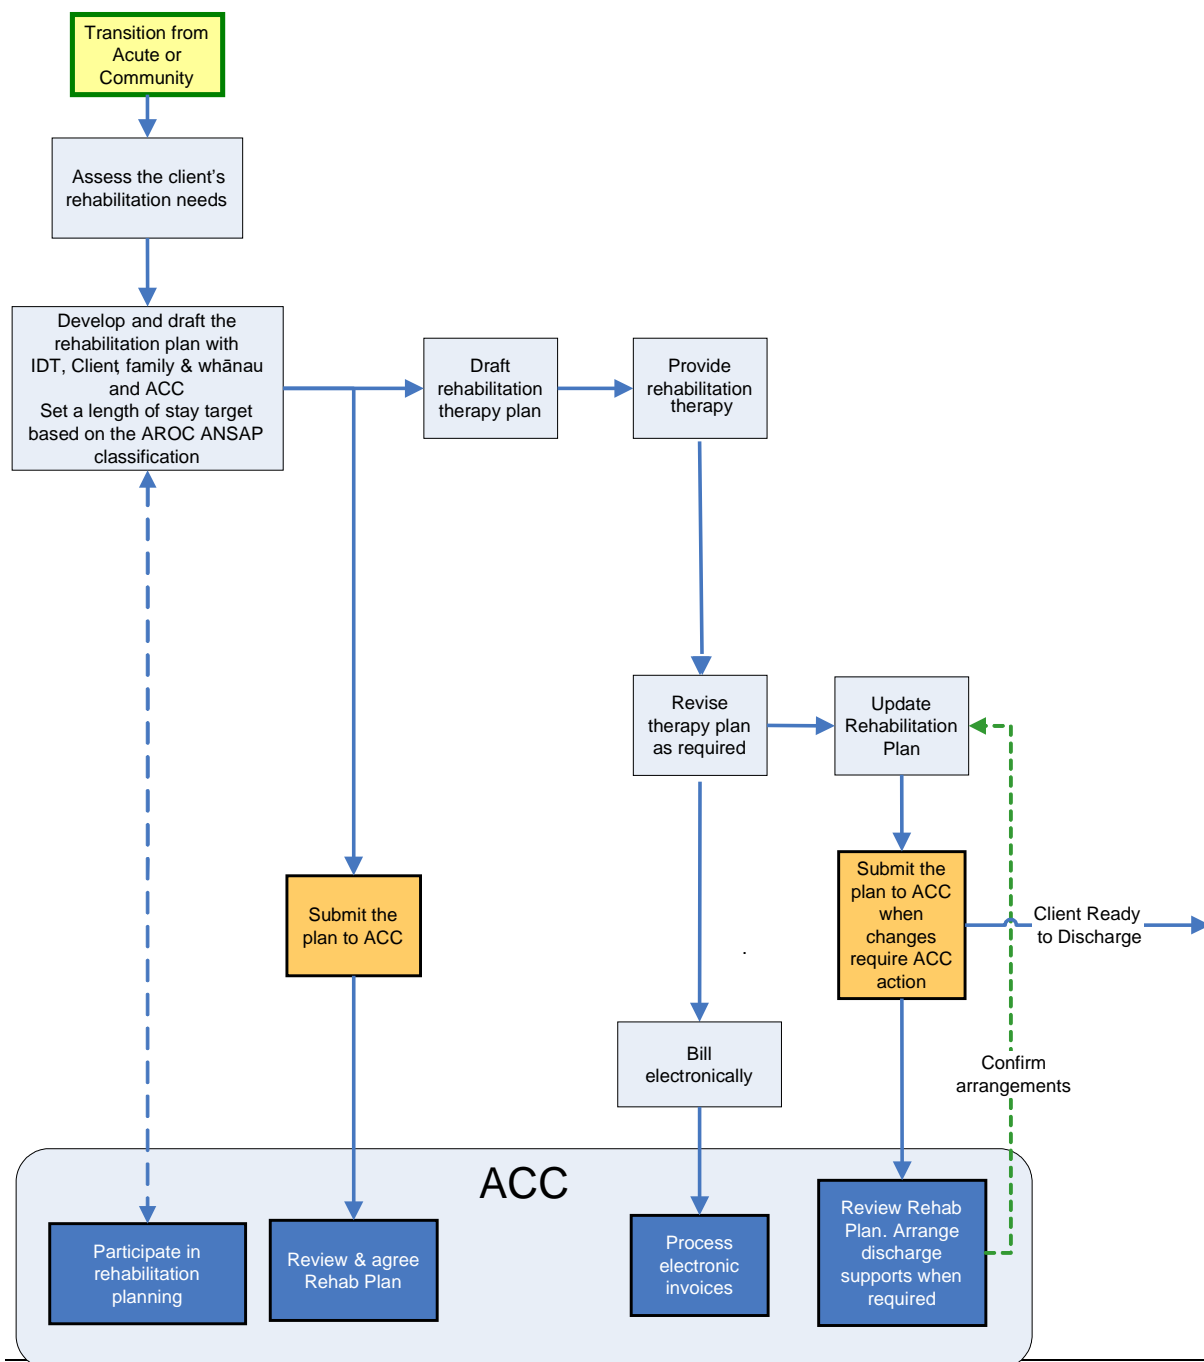 Transition from
Acute or
Community
Assess the client's
rehabilitation needs
Develop and draft the
rehabilitation plan with
IDT, Client, family & whānau
and ACC
Set a length of stay target
based on the AROC ANSAP
classification
Draft
rehabilitation
therapy plan
Provide
rehabilitation
therapy
Revise
therapy plan
as required
Update
Rehabilitation
Plan
Submit the
plan to ACC
Submit the
plan to ACC
when
changes
require ACC
action
Client Ready
to Discharge
.
Bill
electronically
Confirm
arrangements
ACC
Participate in
rehabilitation
planning
Review & agree
Rehab Plan
Process
electronic
invoices
Review Rehab
Plan. Arrange
discharge
supports when
required